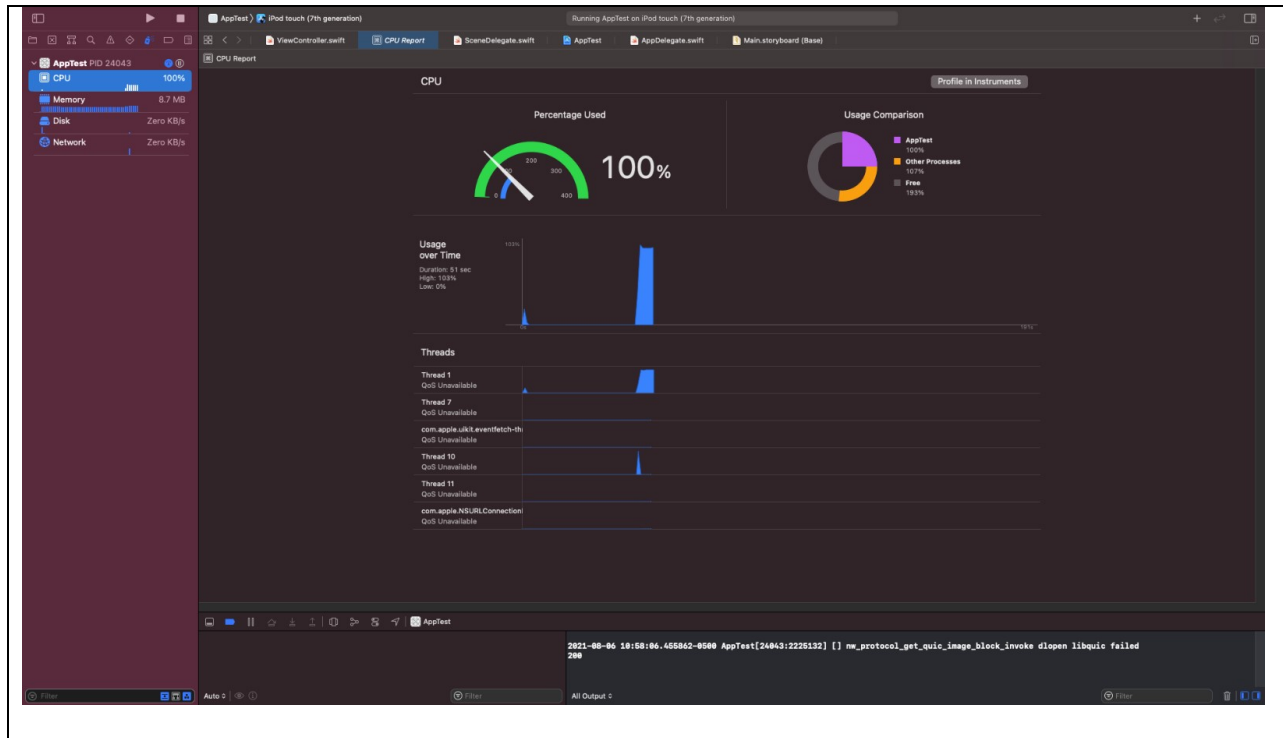 AppTest
iPod touch (7th generation)
Running AppTest on iPod touch (7th generation)
ViewController.swift
CPU Report
SceneDelegate.swift
AppTest
AppDelegate.swift
Main.storyboard (Base)
AppTest PID 24043
CPU Report
CPU 100%
Memory 8.7 MB
Disk Zero KB/s
Network Zero KB/s
CPU
Profile in Instruments
Percentage Used
0
200
300
400
100%
Usage Comparison
AppTest
100%
Other Processes
107%
Free
193%
Usage
over Time
Duration: 51 sec
High: 103%
Low: 0%
103%
Threads
Thread 1
QoS Unavailable
Thread 7
QoS Unavailable
com.apple.uikit.eventfetch-th
QoS Unavailable
Thread 10
QoS Unavailable
Thread 11
QoS Unavailable
com.apple.NSURLConnection
QoS Unavailable
AppTest
2021-08-06 10:58:06.455862-0500 AppTest[24043:2225132] [] nw_protocol_get_quic_image_block_invoke dlopen libquic failed
200
Filter
Auto
Filter
All Output
Filter